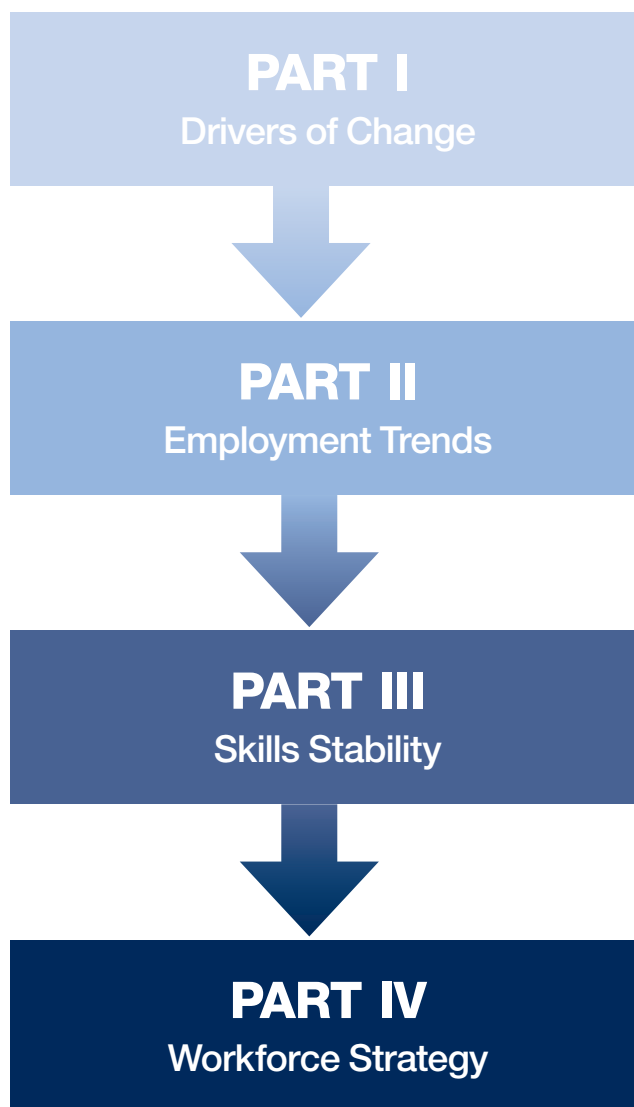 PART I
Drivers of Change
PART II
Employment Trends
PART III
Skills Stability
PART IV
Workforce Strategy